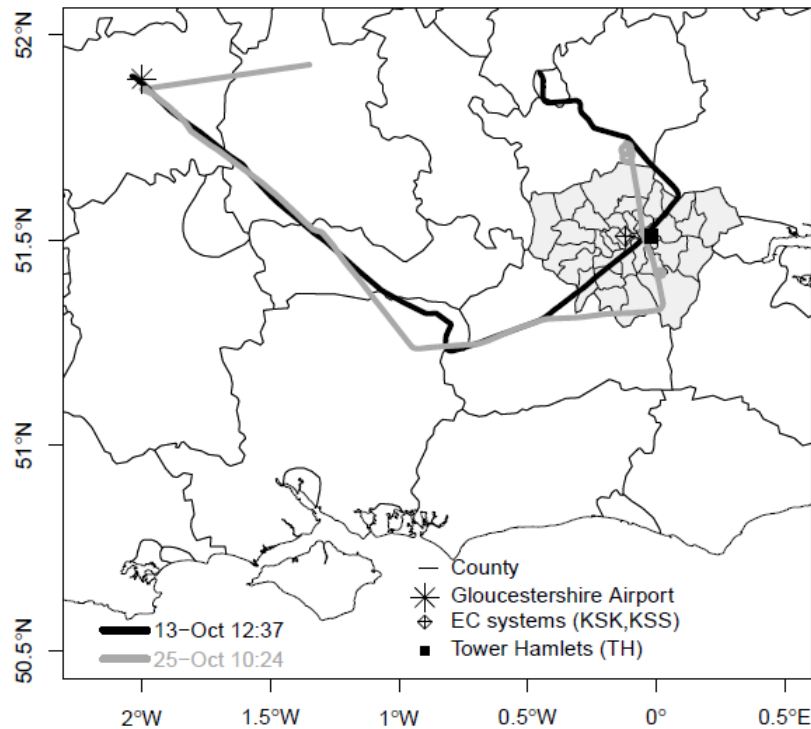 52°N
51.5°N
51°N
50.5°N
County
Gloucestershire Airport
EC systems (KSK,KSS)
Tower Hamlets (TH)
13−Oct 12:37
25−Oct 10:24
2°W
1.5°W
1°W
0.5°W
0°
0.5°E